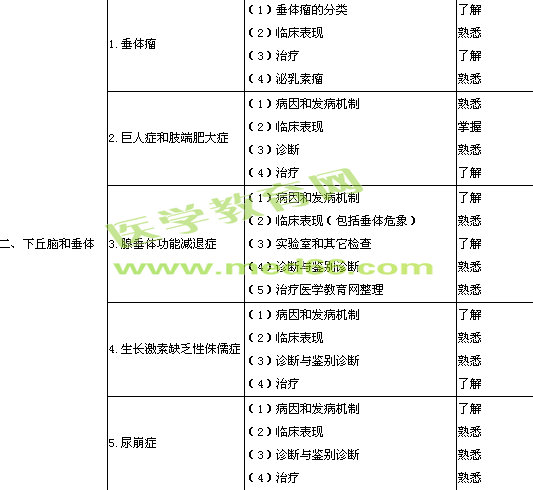 (1)垂体瘤的分类 了解
(2)临床表现 熟悉
1.垂体瘤
(3)治疗 了解
(4)泌乳素瘤 熟悉
(1)病因和发病机制 熟悉
(2)临床表现 掌握
2.巨人症和肢端肥大症
(3)诊断 熟悉
(4)治疗 了解
医学教育网
www.med66.com
(1)病因和发病机制 了解
(2)临床表现(包括垂体危象) 熟悉
二、下丘脑和垂体 3.腺垂体功能减退症 (3)实验室和其它检查 了解
(4)诊断与鉴别诊断 熟悉
(5)治疗医学教育网整理 熟悉
(1)病因和发病机制 了解
(2)临床表现 熟悉
4.生长激素缺乏性侏儒症
(3)诊断与鉴别诊断 熟悉
(4)治疗 了解
(1)病因和发病机制 了解
(2)临床表现 熟悉
5.尿崩症
(3)诊断与鉴别诊断 熟悉
(4)治疗 熟悉